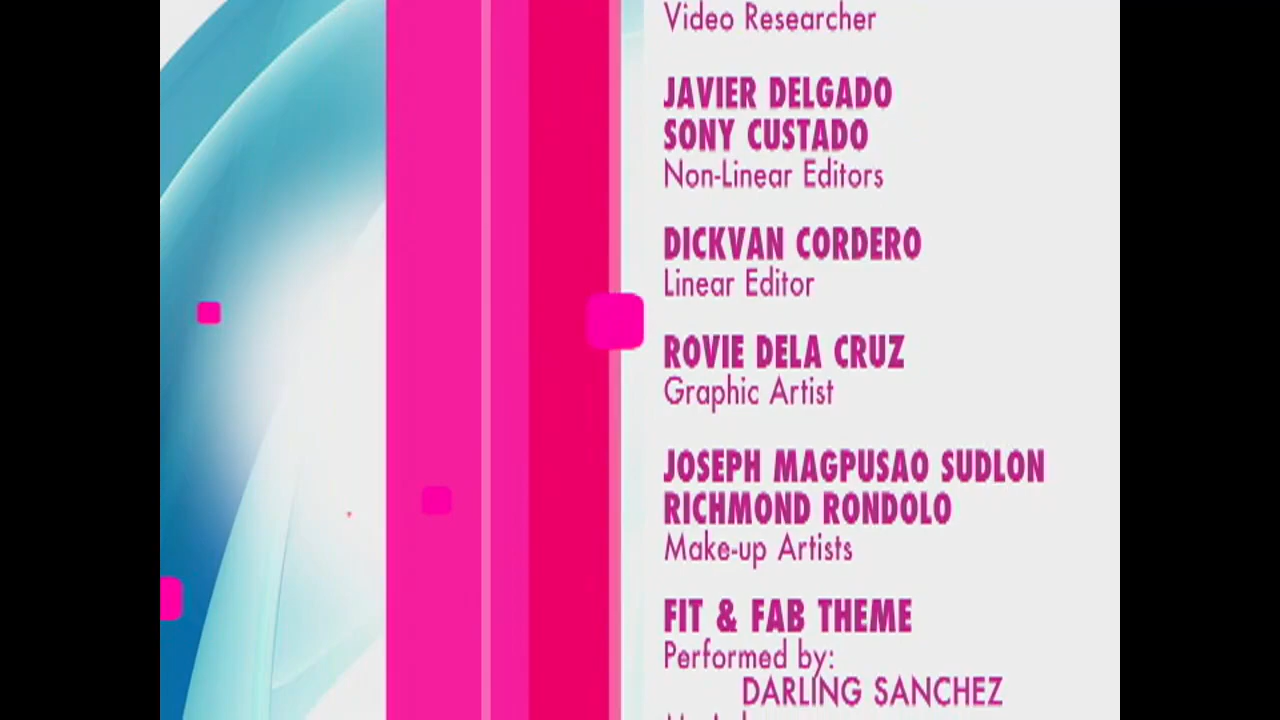 Video Researcher
JAVIER DELGADO
SONY CUSTADO
Non-Linear Editors
DICKVAN CORDERO
Linear Editor
ROVIE DELA CRUZ
Graphic Artist
JOSEPH MAGPUSAO SUDLON
RICHMOND RONDOLO
Make-up Artists
FIT & FAB THEME
Performed by:
DARLING SANCHEZ